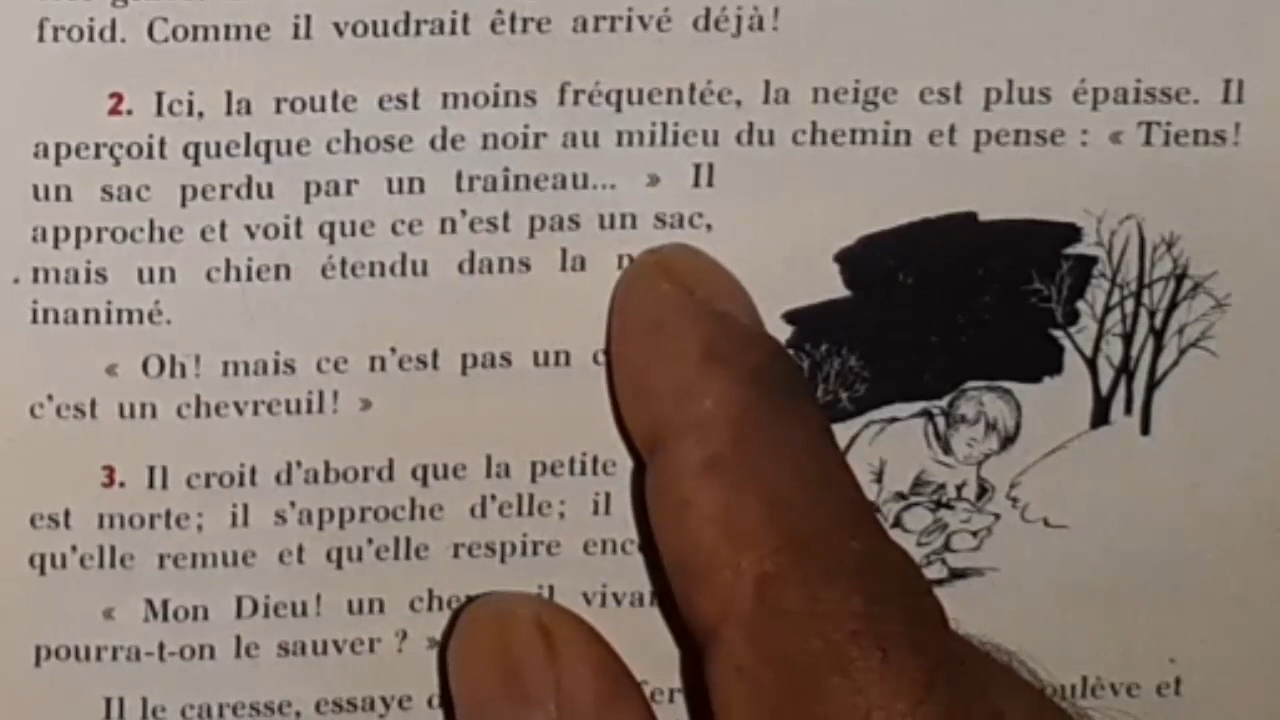 froid. Comme il voudrait être arrivé déjà!
2. Ici, la route est moins fréquentée, la neige est plus épaisse. Il
aperçoit quelque chose de noir au milieu du chemin et pense : « Tiens!
un sac perdu par un traîneau... » Il
approche et voit que ce n'est pas un sac,
mais un chien étendu dans la
inanimé.
« Oh! mais ce n'est pas un
c'est un chevreuil! »
3. Il croit d'abord que la petite
est morte; il s'approche d'elle; il
qu'elle remue et qu'elle respire
« Mon Dieu! un
pourra-t-on le sauver ? »
Il le caresse, essaye et